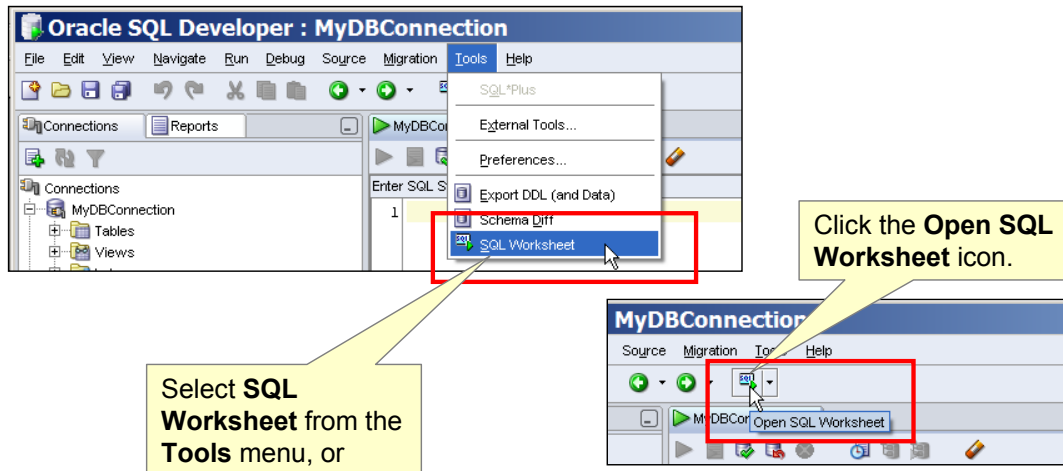 Oracle SQL Developer : MyDBConnection
File Edit View Navigate Run Debug Source Migration Tools Help
SQL*Plus
External Tools...
Preferences...
Export DDL (and Data)
Schema Diff
SQL Worksheet
Connections Reports
MyDBCo
Connections
MyDBConnection
Tables
Views
Enter SQL S
1
Click the Open SQL
Worksheet icon.
MyDBConnection
Source Migration Tools Help
MyDBCor
Open SQL Worksheet
Select SQL
Worksheet from the
Tools menu, or